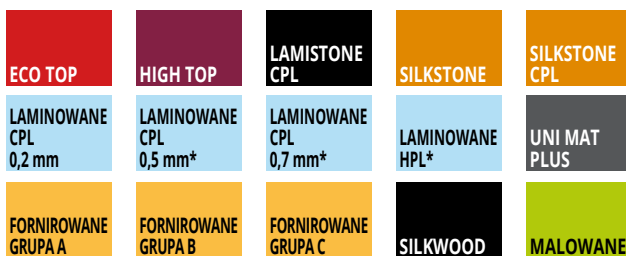 ECO TOP
HIGH TOP
LAMISTONE
CPL
SILKSTONE
SILKSTONE
CPL
LAMINOWANE
CPL
0,2 mm
LAMINOWANE
CPL
0,5 mm*
LAMINOWANE
CPL
0,7 mm*
LAMINOWANE
HPL*
UNI MAT
PLUS
FORNIROWANE
GRUPA A
FORNIROWANE
GRUPA B
FORNIROWANE
GRUPA C
SILKWOOD
MALOWANE